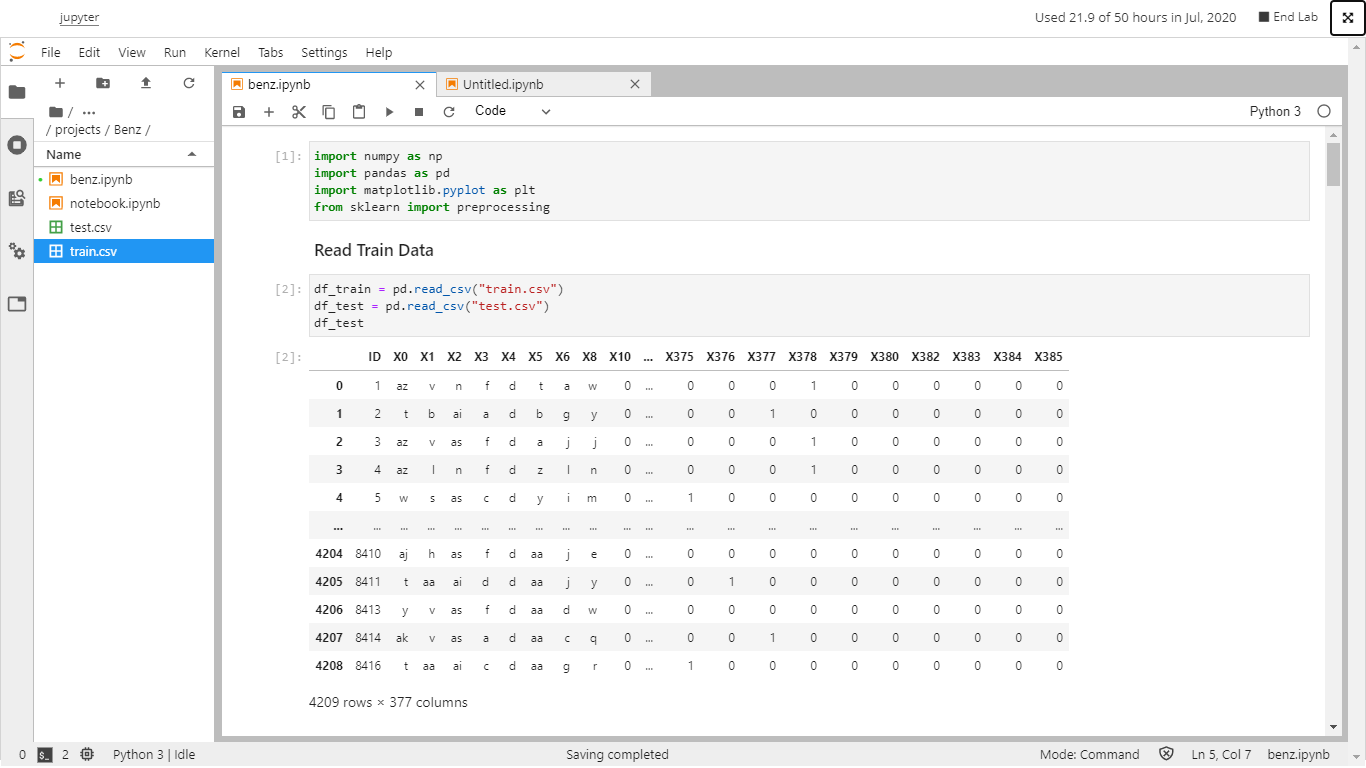 jupyter Used 21.9 of 50 hours in Jul, 2020 End Lab
File Edit View Run Kernel Tabs Settings Help
benz.ipynb Untitled.ipynb
/ ...
/ projects / Benz /
Code Python 3
Name
benz.ipynb
notebook.ipynb
test.csv
train.csv
[1]: import numpy as np
import pandas as pd
import matplotlib.pyplot as plt
from sklearn import preprocessing
Read Train Data
[2]: df_train = pd.read_csv("train.csv")
df_test = pd.read_csv("test.csv")
df_test
[2]: ID X0 X1 X2 X3 X4 X5 X6 X8 X10 ... X375 X376 X377 X378 X379 X380 X382 X383 X384 X385
0 1 az v n f d t a w 0 ... 0 0 0 1 0 0 0 0 0 0
1 2 t b ai a d b g y 0 ... 0 0 1 0 0 0 0 0 0 0
2 3 az v as f d a j j 0 ... 0 0 0 1 0 0 0 0 0 0
3 4 az l n f d z l n 0 ... 0 0 0 1 0 0 0 0 0 0
4 5 w s as c d y i m 0 ... 1 0 0 0 0 0 0 0 0 0
... ... ... ... ... ... ... ... ... ... ... ... ... ... ... ... ... ... ... ... ... ...
4204 8410 aj h as f d aa j e 0 ... 0 0 0 0 0 0 0 0 0 0
4205 8411 t aa ai d d aa j y 0 ... 0 1 0 0 0 0 0 0 0 0
4206 8413 y v as f d aa d w 0 ... 0 0 0 0 0 0 0 0 0 0
4207 8414 ak v as a d aa c q 0 ... 0 0 1 0 0 0 0 0 0 0
4208 8416 t aa ai c d aa g r 0 ... 1 0 0 0 0 0 0 0 0 0
4209 rows × 377 columns
0 $_ 2 Python 3 | Idle Saving completed Mode: Command Ln 5, Col 7 benz.ipynb